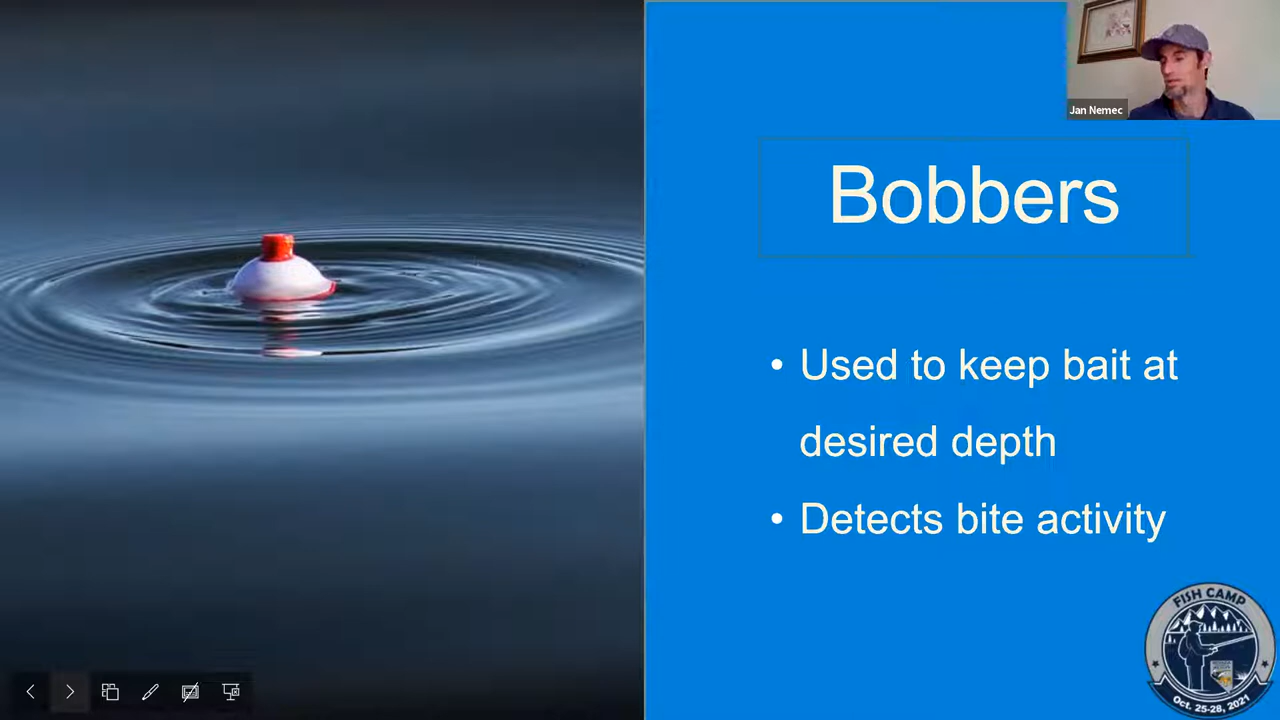 Jan Nemec
Bobbers
• Used to keep bait at
desired depth
• Detects bite activity
FISH CAMP
Oct. 25-28, 2021